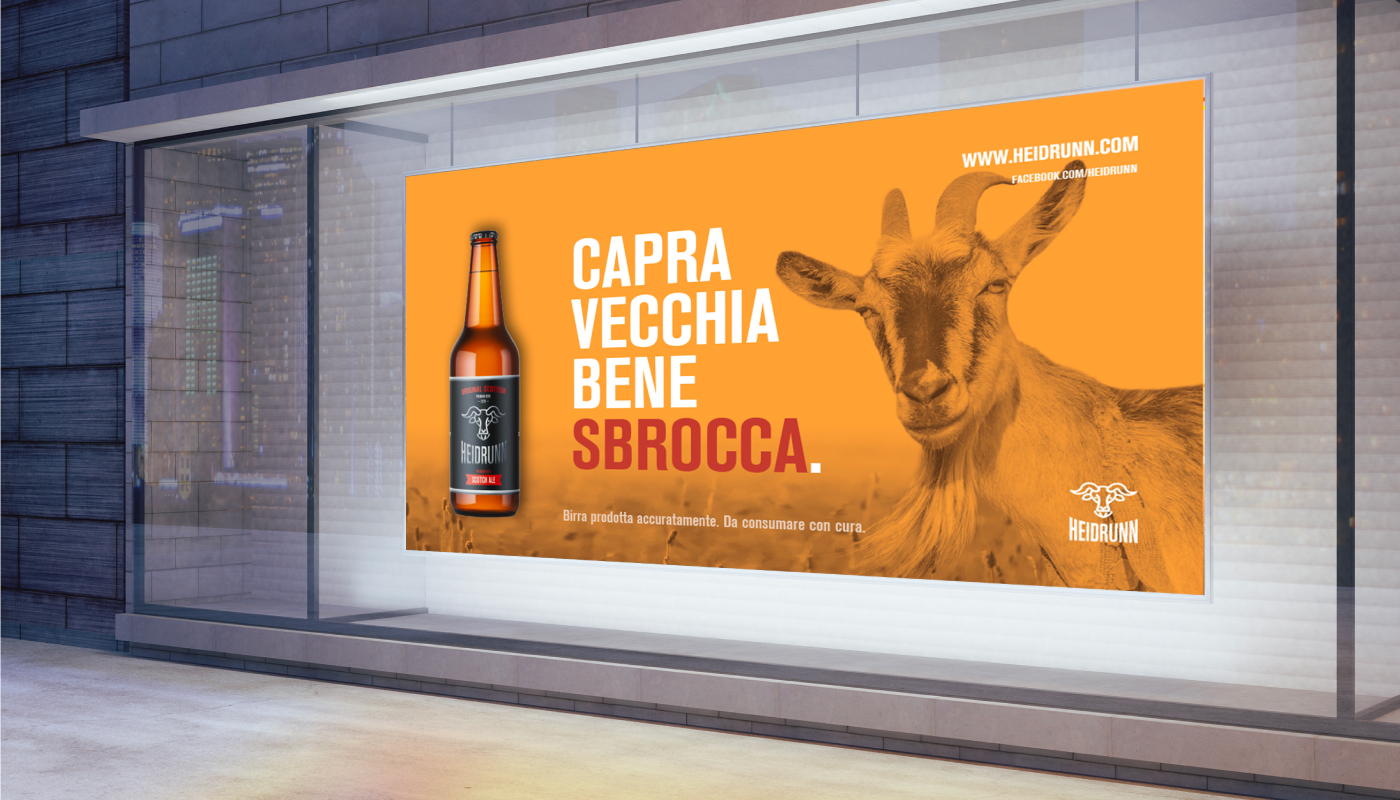 WWW.HEIDRUNN.COM
FACEBOOK.COM/HEIDRUNN
CAPRA
VECCHIA
BENE
SBROCCA.
Birra prodotta accuratamente. Da consumare con cura.
HEIDRUNN
SCOTCH ALE
HEIDRUNN